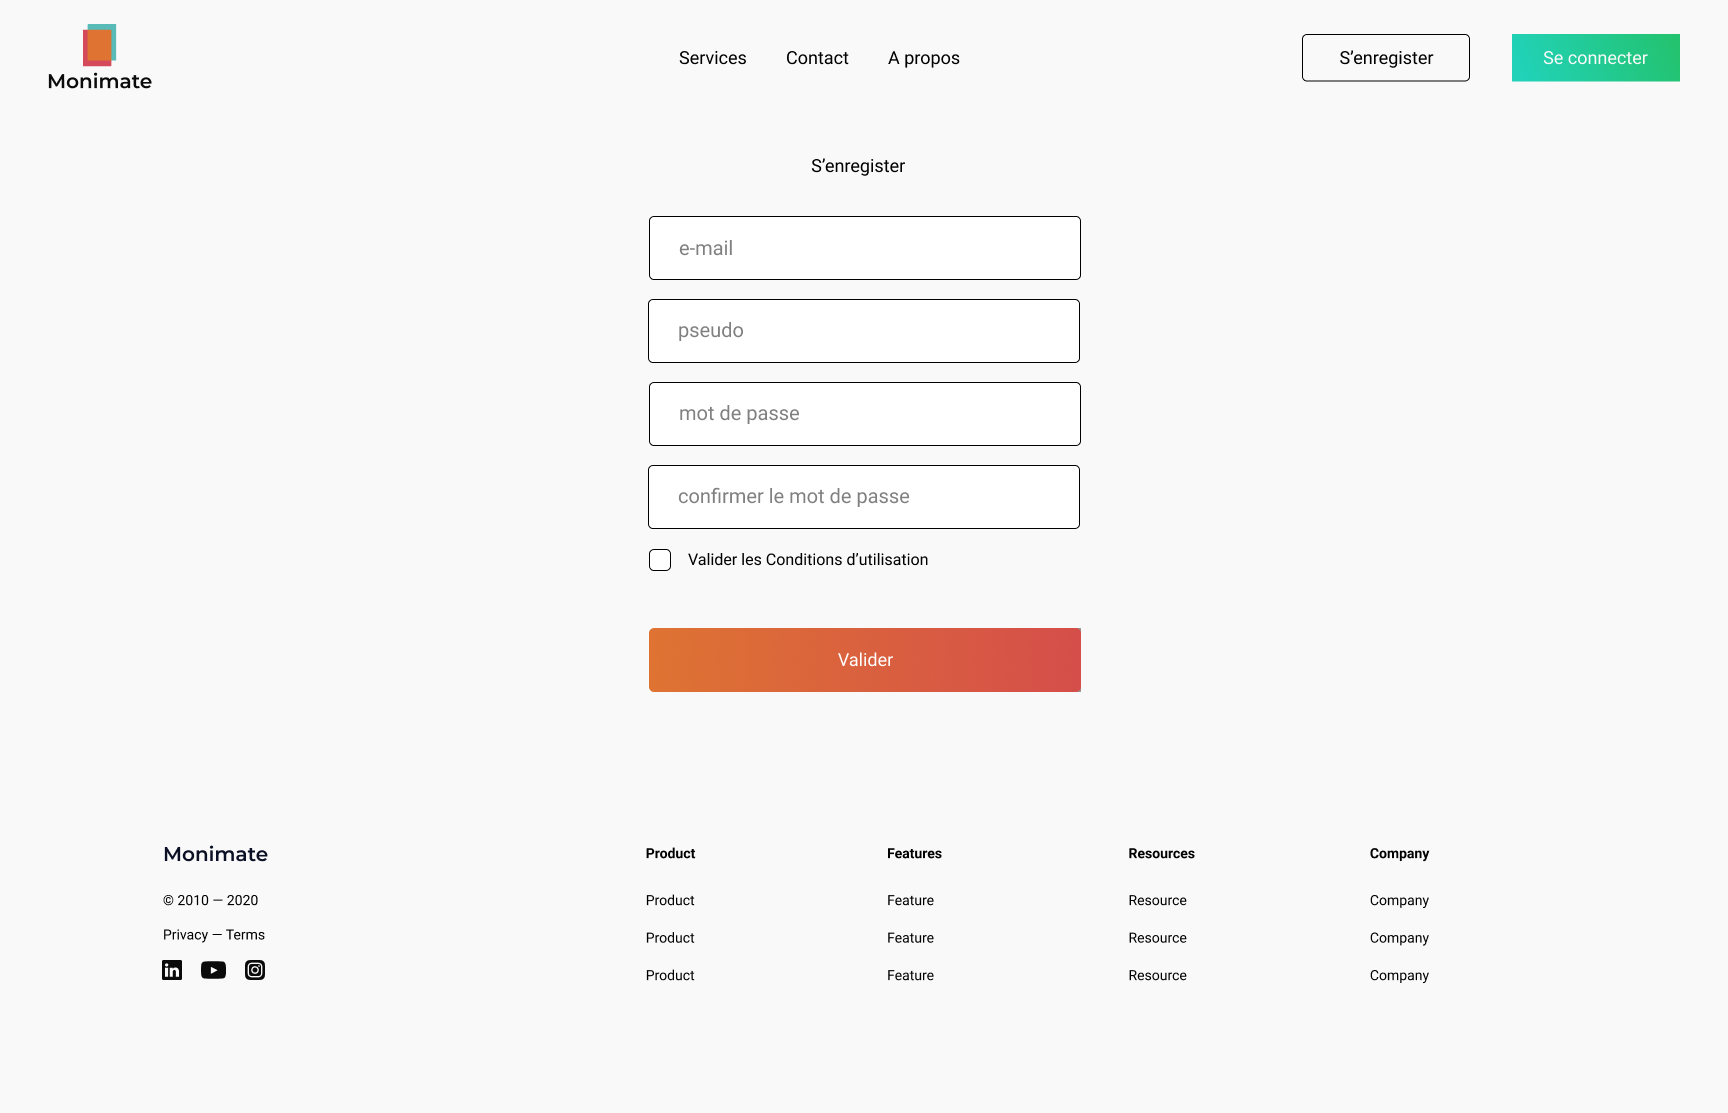 Monimate
Services
Contact
A propos
S’enregister
Se connecter
S’enregister
e-mail
pseudo
mot de passe
confirmer le mot de passe
Valider les Conditions d’utilisation
Valider
Monimate
© 2010 — 2020
Privacy — Terms
Product
Product
Product
Product
Features
Feature
Feature
Feature
Resources
Resource
Resource
Resource
Company
Company
Company
Company